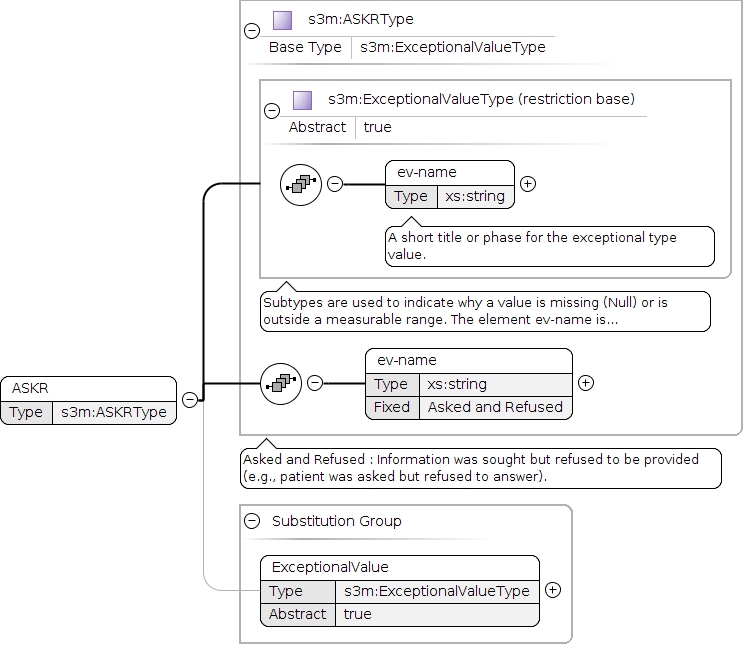 s3m:ASKRType
Base Type s3m:ExceptionalValueType
s3m:ExceptionalValueType (restriction base)
Abstract true
ev-name
Type xs:string
A short title or phase for the exceptional type
value.
Subtypes are used to indicate why a value is missing (Null) or is
outside a measurable range. The element ev-name is...
ev-name
Type xs:string
Fixed Asked and Refused
ASKR
Type s3m:ASKRType
Asked and Refused : Information was sought but refused to be provided
(e.g., patient was asked but refused to answer).
Substitution Group
ExceptionalValue
Type s3m:ExceptionalValueType
Abstract true